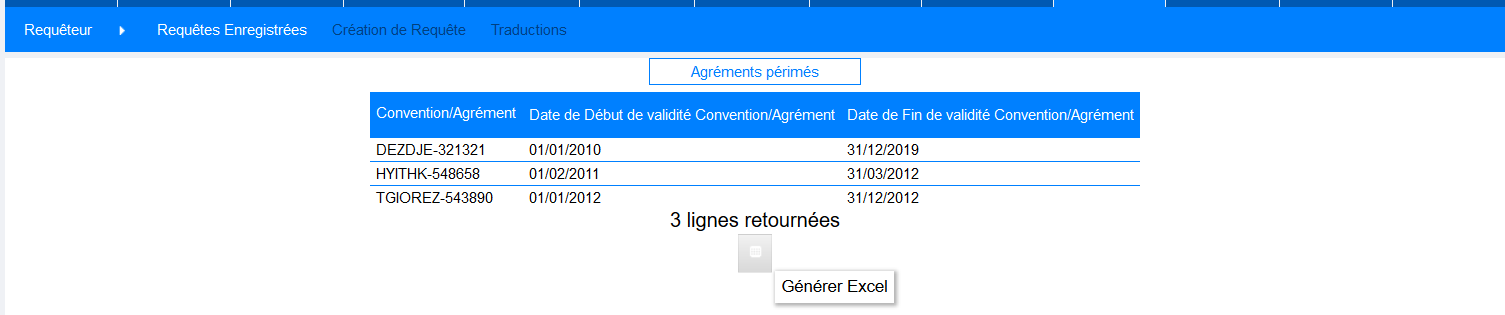 Requêteur Requêtes Enregistrées Création de Requête Traductions
Agréments périmés
Convention/Agrément Date de Début de validité Convention/Agrément Date de Fin de validité Convention/Agrément
DEZDJE-321321 01/01/2010 31/12/2019
HYITHK-548658 01/02/2011 31/03/2012
TGIOREZ-543890 01/01/2012 31/12/2012
3 lignes retournées
Générer Excel